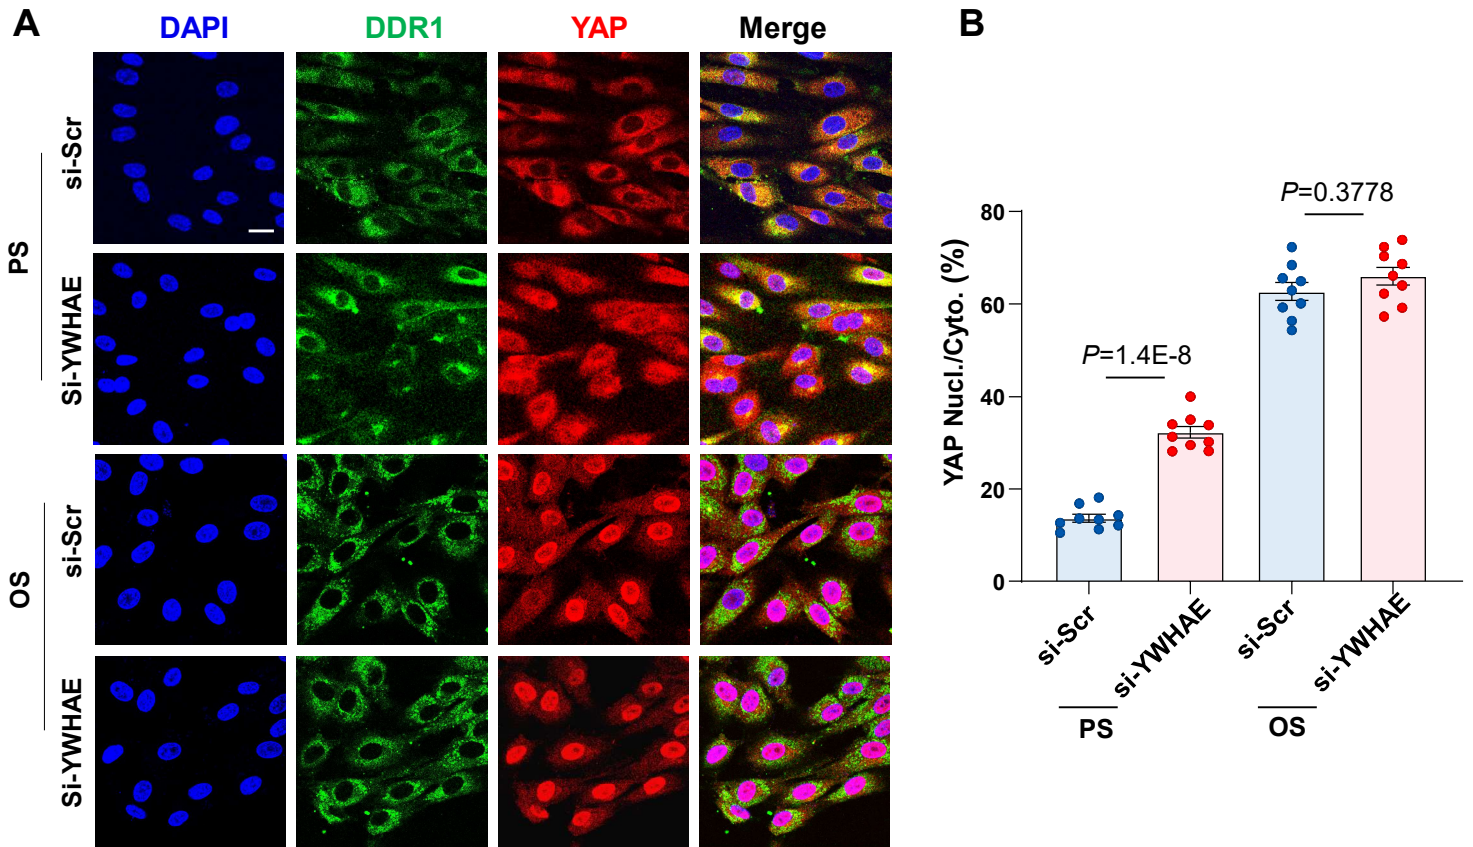 A
DAPI
DDR1
YAP
Merge
PS
si-Scr
Si-YWHAE
OS
si-Scr
Si-YWHAE
B
YAP Nucl./Cyto. (%)
80
60
40
20
0
P=1.4E-8
P=0.3778
si-Scr
si-YWHAE
si-Scr
si-YWHAE
PS
OS